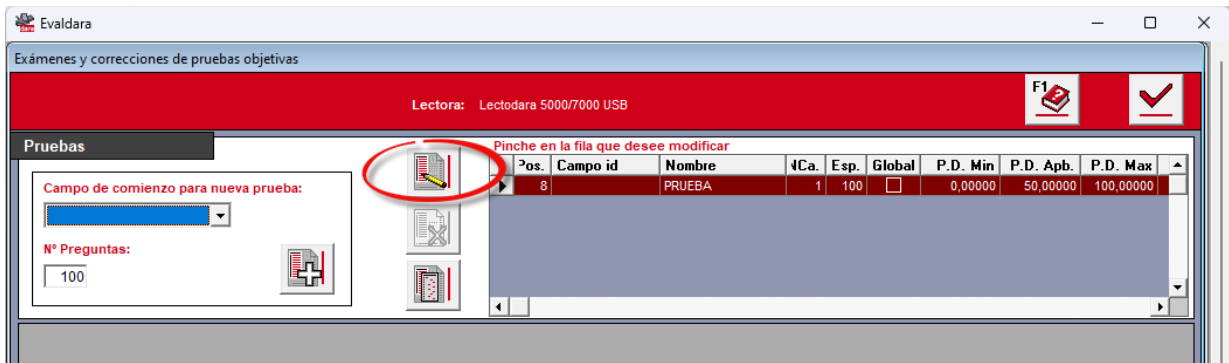 Evaldara
Exámenes y correcciones de pruebas objetivas
Lectora: Lectodara 5000/7000 USB
F1
Pruebas
Campo de comienzo para nueva prueba:
Nº Preguntas:
100
Pinche en la fila que desee modificar
Pos. Campo id Nombre NCa. Esp. Global P.D. Min P.D. Apb. P.D. Max
8 PRUEBA 1 100 0,00000 50,00000 100,00000